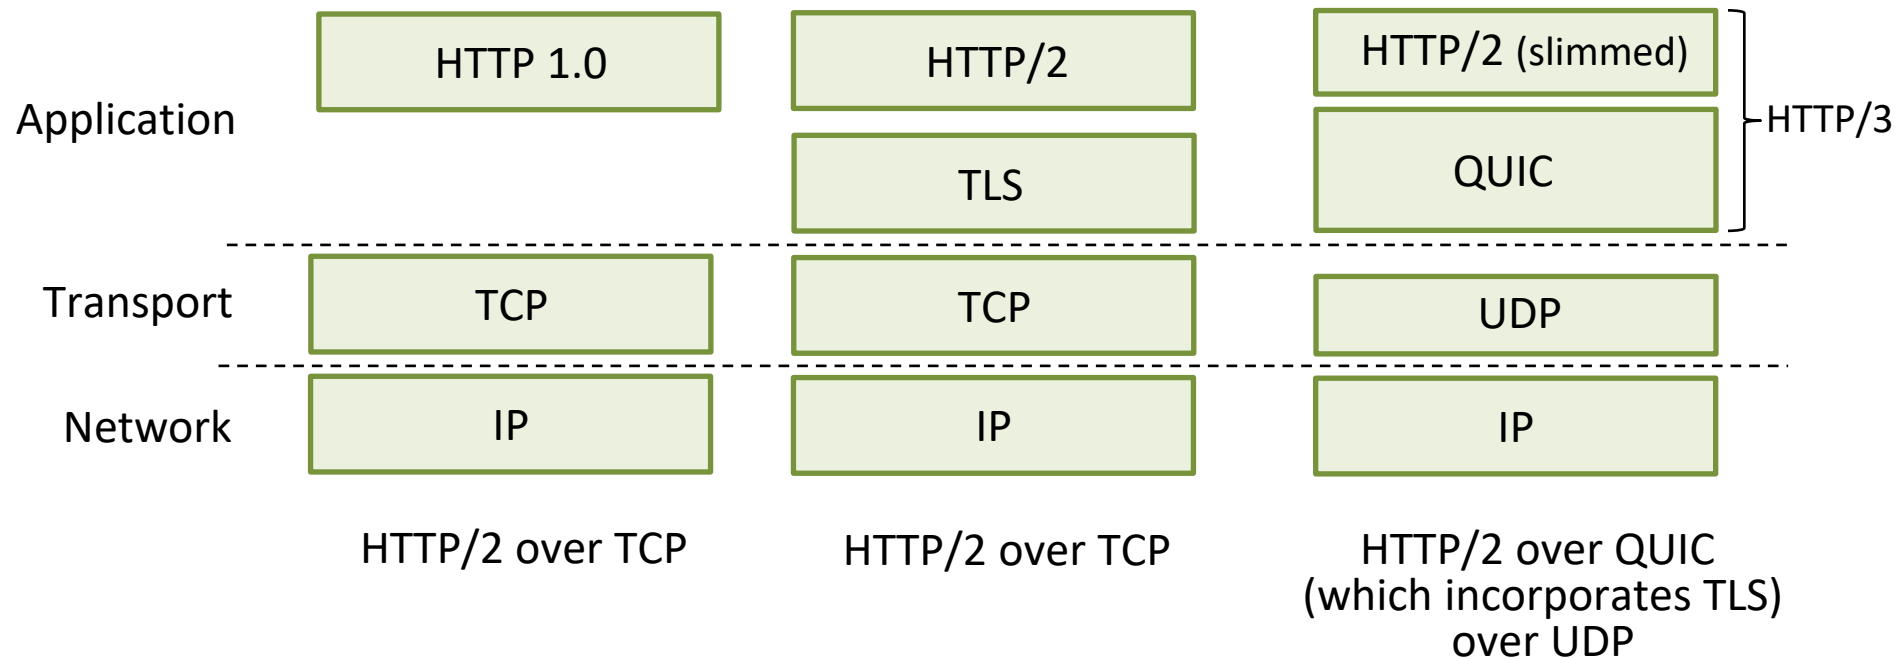 HTTP 1.0
HTTP/2
HTTP/2 (slimmed)
Application
HTTP/3
TLS
QUIC
Transport
TCP
TCP
UDP
Network
IP
IP
IP
HTTP/2 over TCP
HTTP/2 over TCP
HTTP/2 over QUIC
(which incorporates TLS)
over UDP